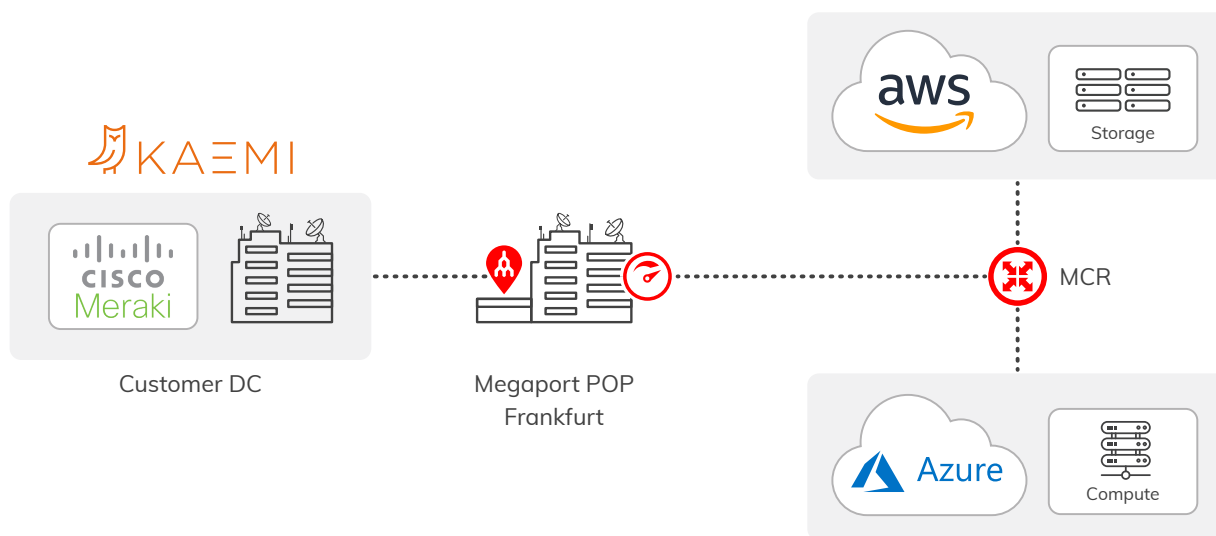 KAEMI
CISCO
Meraki
Customer DC
Megaport POP
Frankfurt
aws
Storage
MCR
Azure
Compute